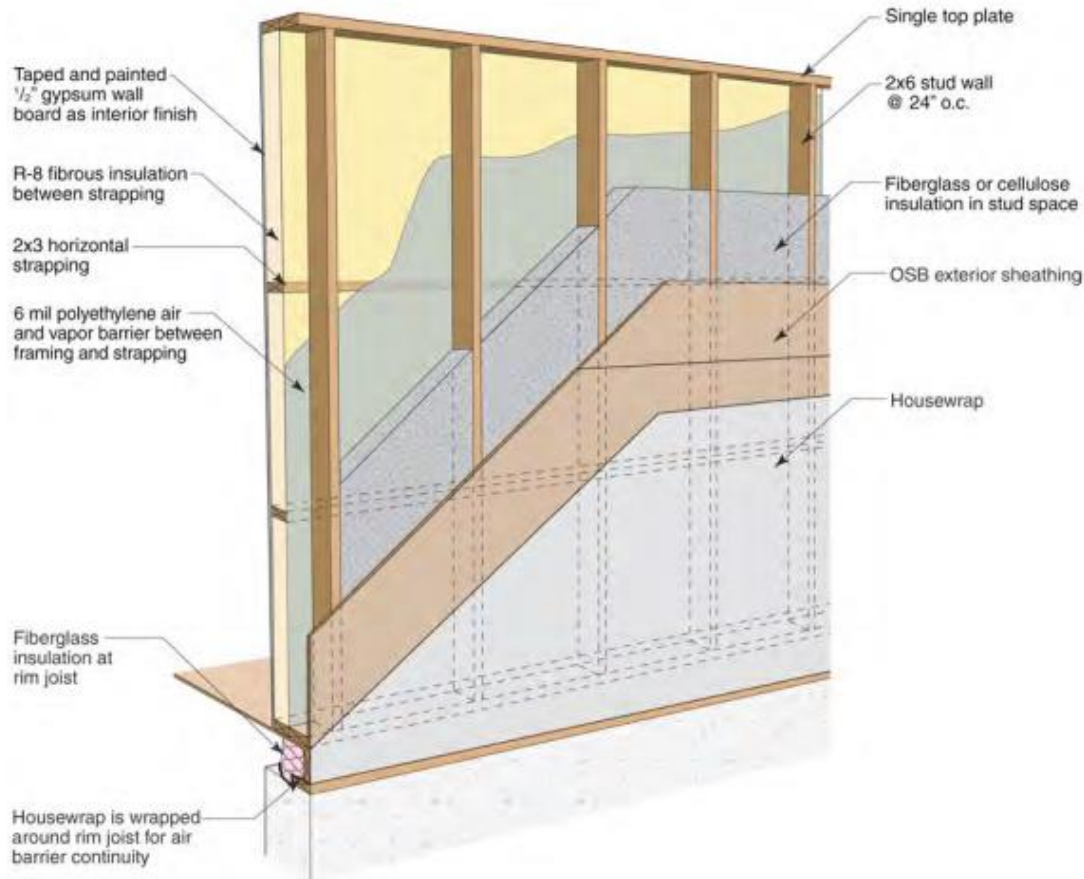 Single top plate
Taped and painted
1/2" gypsum wall
board as interior finish
2x6 stud wall
@ 24" o.c.
R-8 fibrous insulation
between strapping
Fiberglass or cellulose
insulation in stud space
2x3 horizontal
strapping
OSB exterior sheathing
6 mil polyethylene air
and vapor barrier between
framing and strapping
Housewrap
Fiberglass
insulation at
rim joist
Housewrap is wrapped
around rim joist for air
barrier continuity